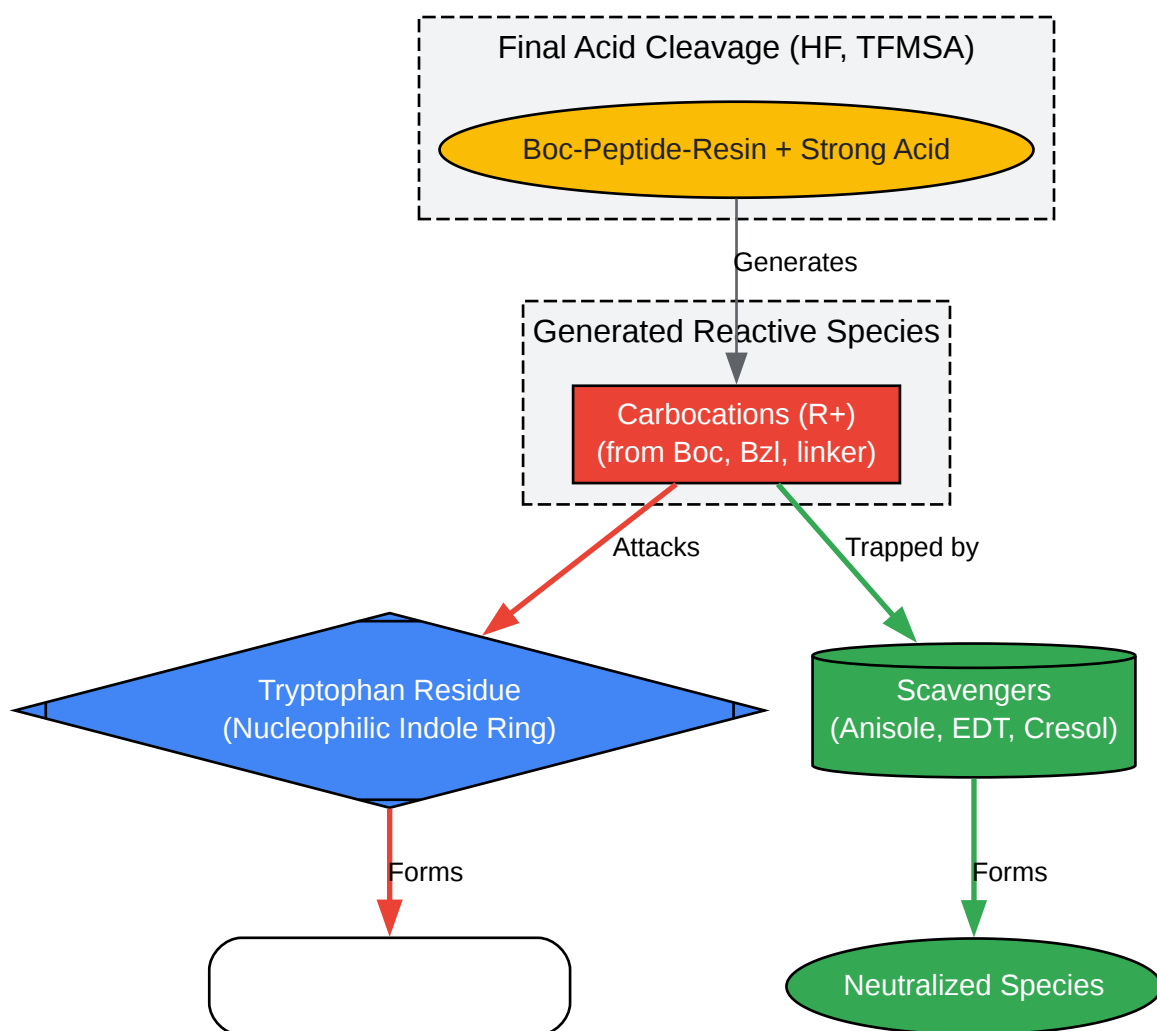 Final Acid Cleavage (HF, TFMSA)
Boc-Peptide-Resin + Strong Acid
Generates
Generated Reactive Species
Carbocations (R+)
(from Boc, Bzl, linker)
Attacks
Trapped by
Tryptophan Residue
(Nucleophilic Indole Ring)
Scavengers
(Anisole, EDT, Cresol)
Forms
Forms
Neutralized Species